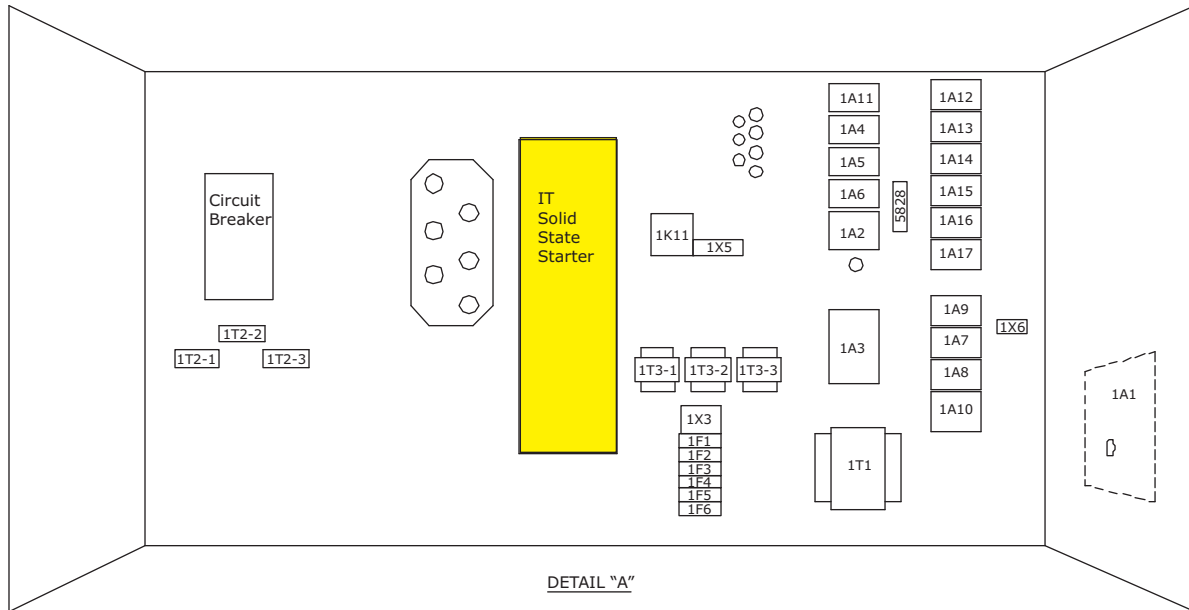 1A11
1A12
1A4
1A13
1A5
1A14
1A6
5828
1A15
1A2
1A16
1A17
Circuit
Breaker
IT
Solid
State
Starter
1K11
1X5
1T2-2
1T2-1
1T2-3
1T3-1
1T3-2
1T3-3
1A3
1A9
1X6
1A7
1A8
1A10
1A1
1X3
1F1
1F2
1F3
1F4
1F5
1F6
1T1
DETAIL “A”